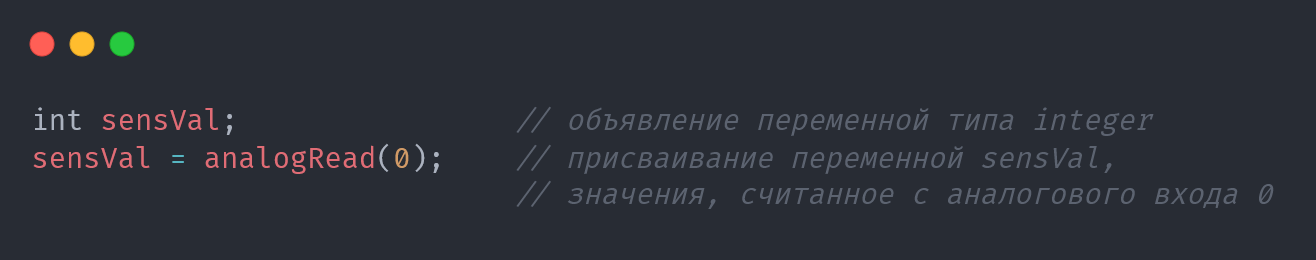 int sensVal; // объявление переменной типа integer
sensVal = analogRead(0); // присваивание переменной sensVal,
// значения, считанное с аналогового входа 0